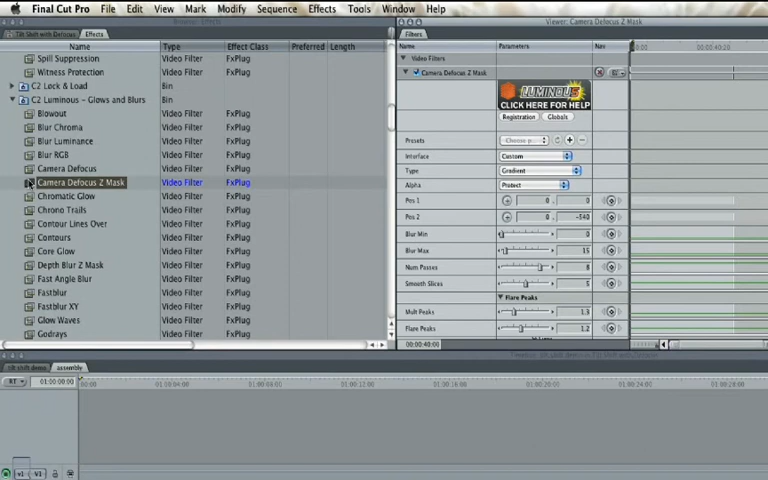 Final Cut Pro File Edit View Mark Modify Sequence Effects Tools Window Help
Browser: Effects
Viewer: Camera Defocus Z Mask
Tilt Shift with Defocus Effects
Filters
Name Type Effect Class Preferred Length
Name Parameters Nav
Spill Suppression Video Filter FxPlug
Witness Protection Video Filter FxPlug
C2 Lock & Load Bin
C2 Luminous - Glows and Blurs Bin
Blowout Video Filter FxPlug
Blur Chroma Video Filter FxPlug
Blur Luminance Video Filter FxPlug
Blur RGB Video Filter FxPlug
Camera Defocus Video Filter FxPlug
Camera Defocus Z Mask Video Filter FxPlug
Chromatic Glow Video Filter FxPlug
Chrono Trails Video Filter FxPlug
Contour Lines Over Video Filter FxPlug
Contours Video Filter FxPlug
Core Glow Video Filter FxPlug
Depth Blur Z Mask Video Filter FxPlug
Fast Angle Blur Video Filter FxPlug
Fastblur Video Filter FxPlug
Fastblur XY Video Filter FxPlug
Glow Waves Video Filter FxPlug
Godrays Video Filter FxPlug
Video Filters
Camera Defocus Z Mask
LUMINOUS
CLICK HERE FOR HELP
Registration Globals
Presets
Interface Custom
Type Gradient
Alpha Protect
Pos 1 0 , 0
Pos 2 0 , -540
Blur Min 0
Blur Max 15
Num Passes 8
Smooth Slices 5
Flare Peaks
Mult Peaks 1.3
Flare Peaks 1.2
00:00:40:00
tilt shift demo assembly
RT 01:00:00:00 01:00:04:00 01:00:08:00 01:00:12:00 01:00:16:00 01:00:20:00 01:00:24:00 01:00:28:00
v1 V1